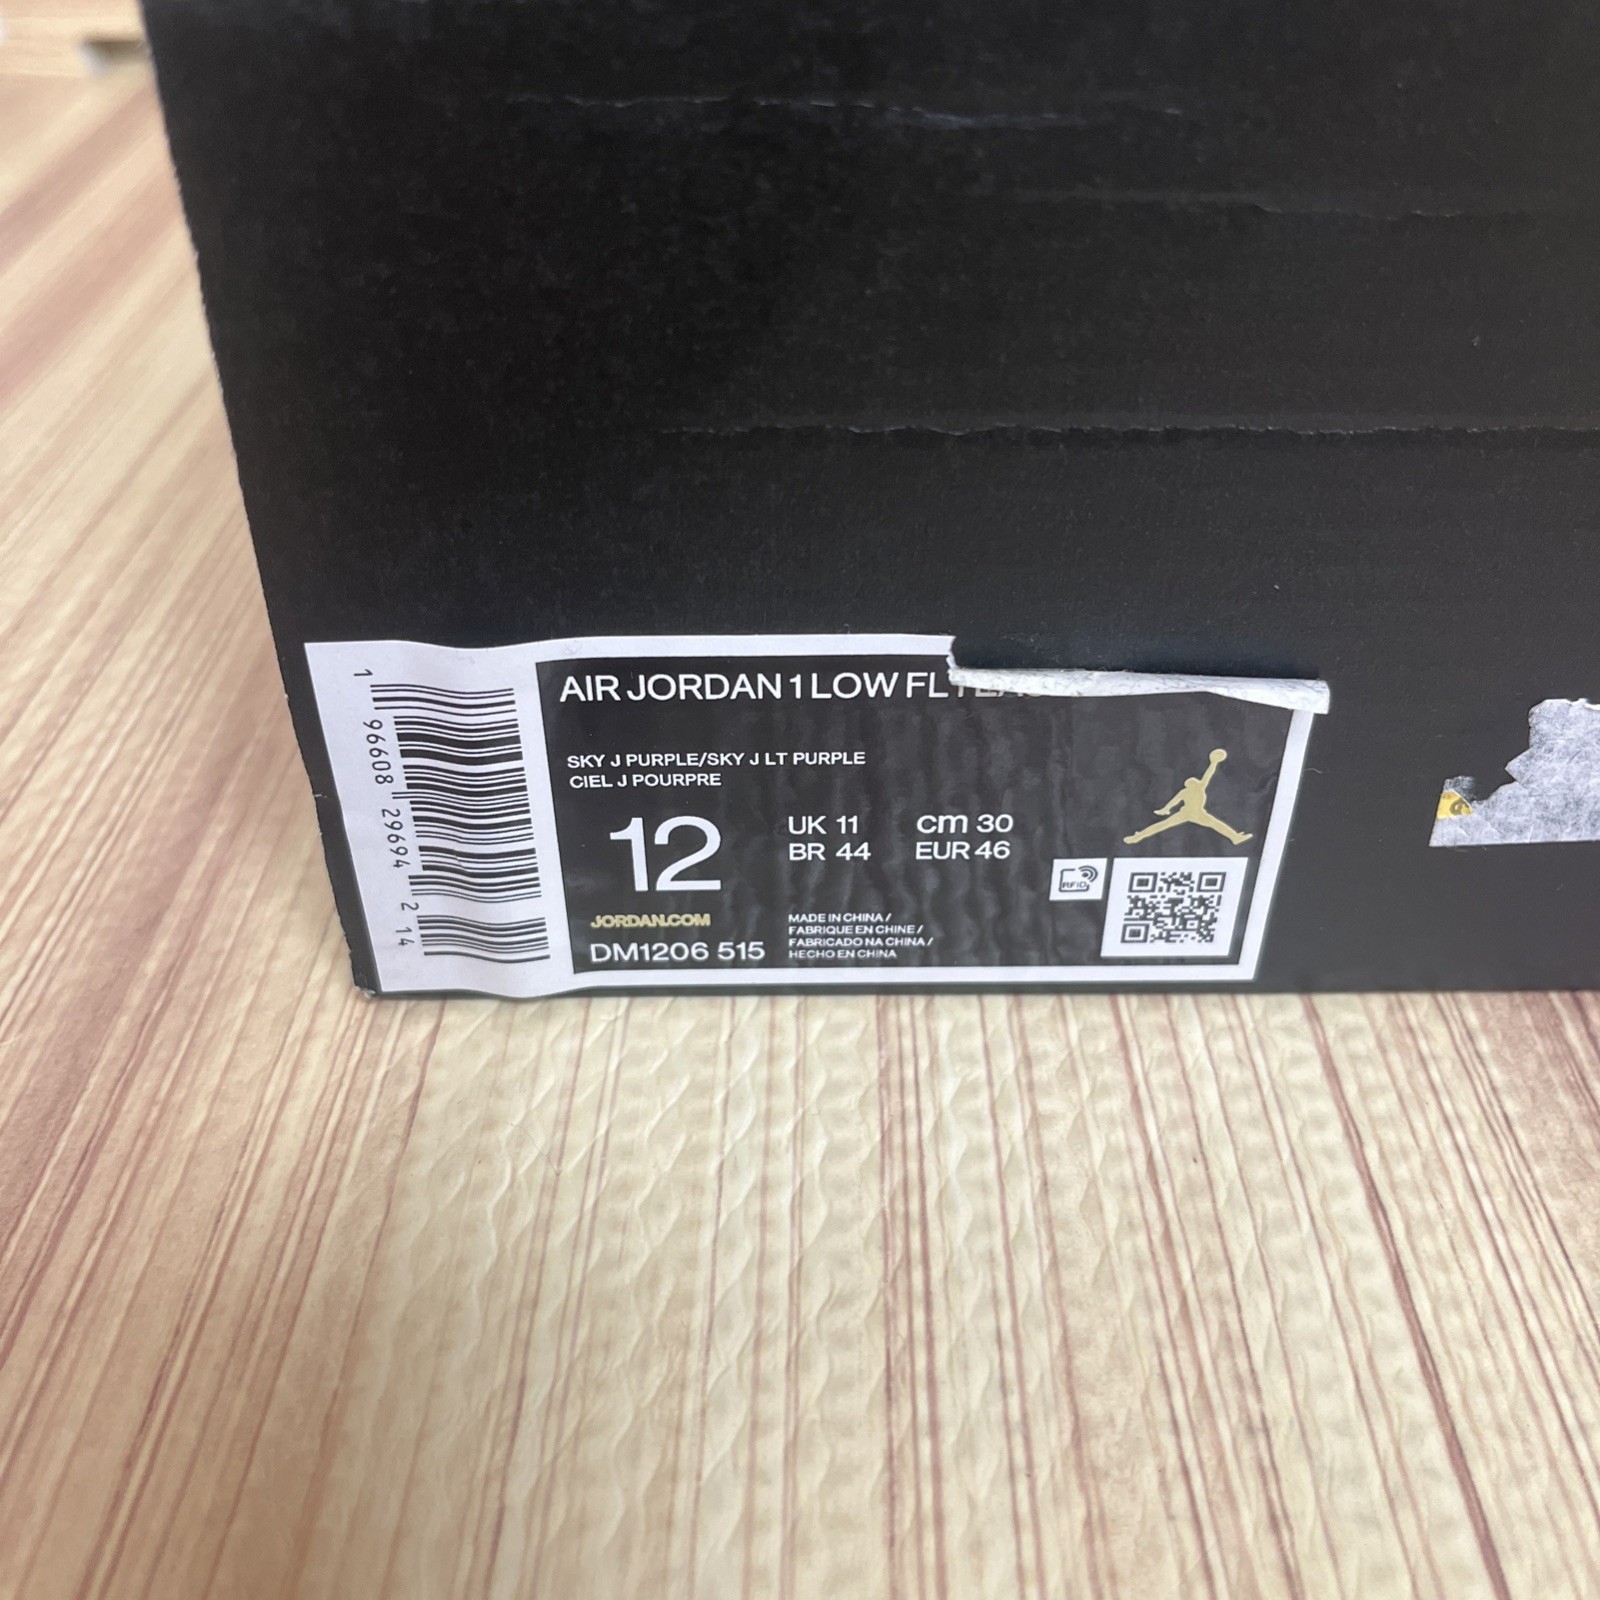 AIR JORDAN 1 LOW
SKY J PURPLE/SKY J LT PURPLE
CIEL J POURPRE
12
UK 11
cm 30
BR 44
EUR 46
JORDAN.COM
DM1206 515
MADE IN CHINA /
FABRIQUE EN CHINE /
FABRICADO NA CHINA /
HECHO EN CHINA
RFID
1 96608 29694 2 14